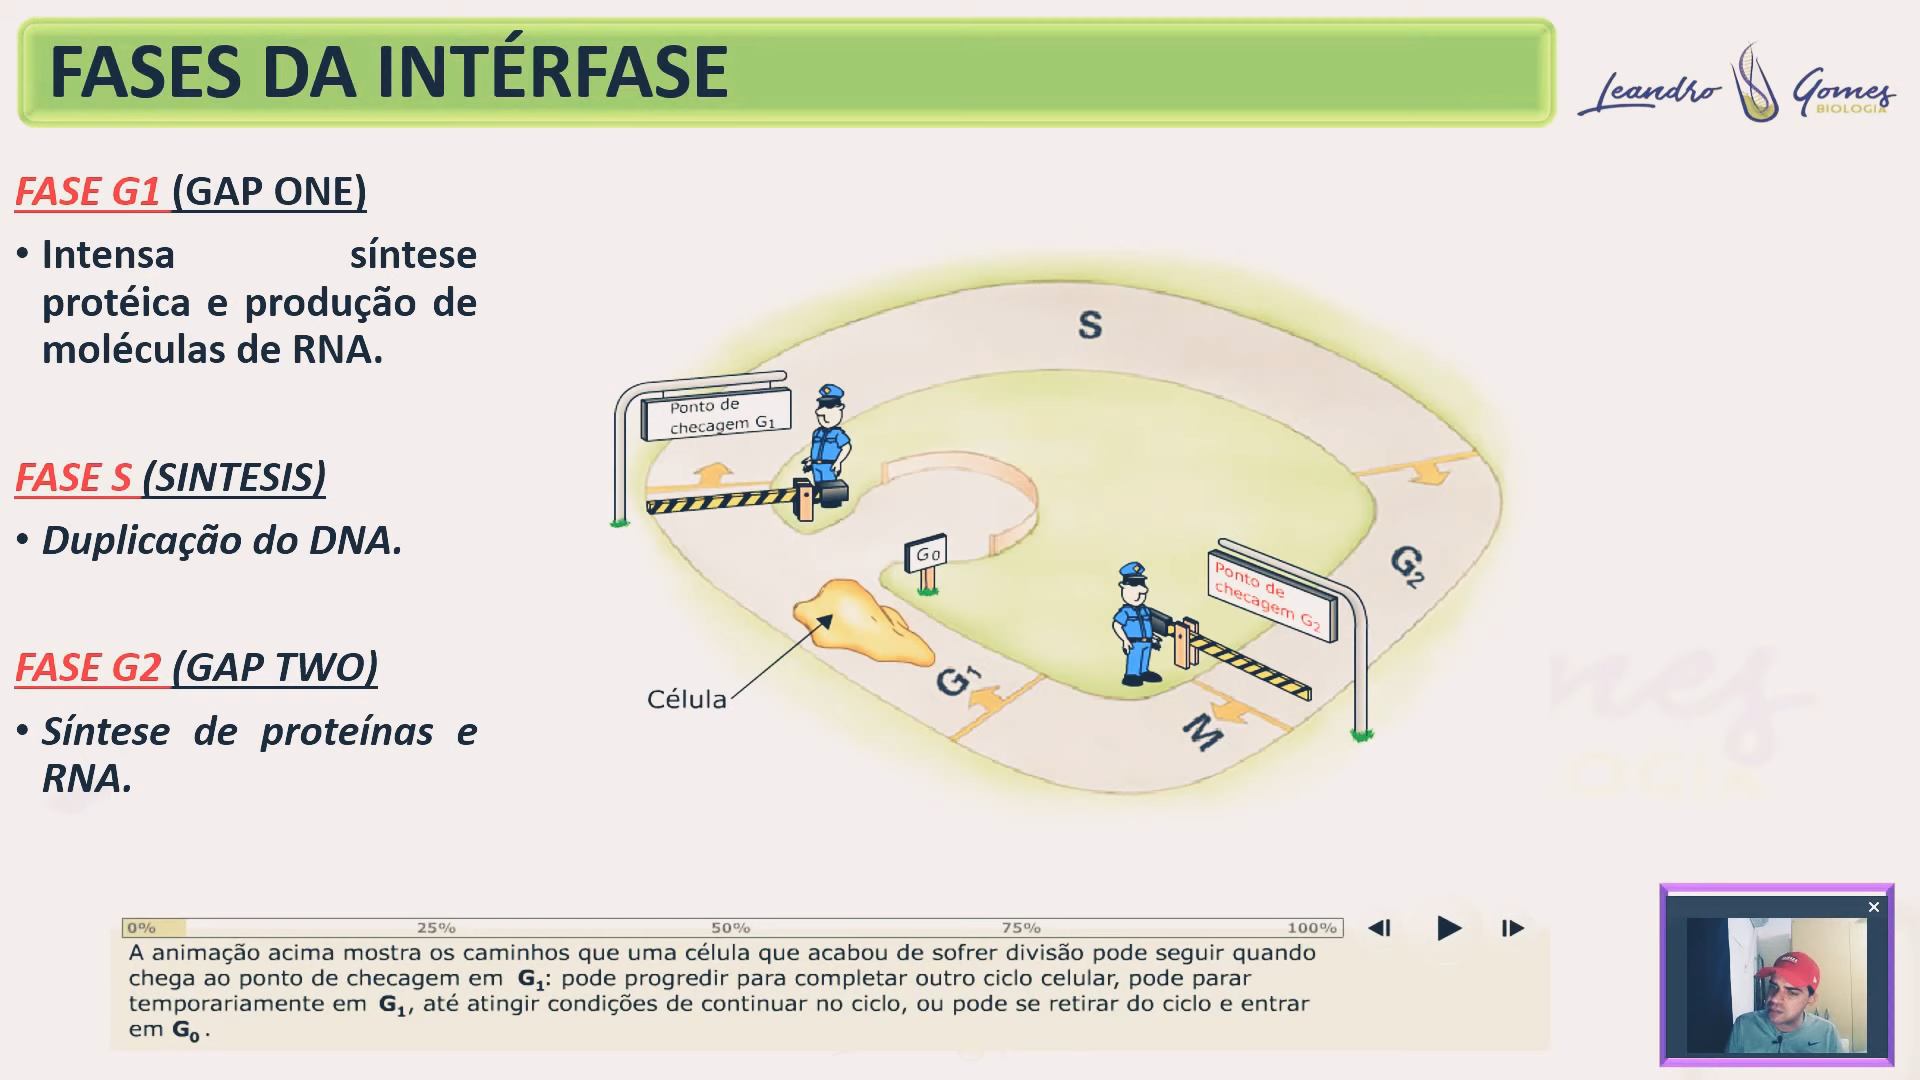 FASES DA INTÉRFASE
Leandro Gomes
BIOLOGIA
FASE G1 (GAP ONE)
• Intensa síntese
protéica e produção de
moléculas de RNA.
FASE S (SINTESIS)
• Duplicação do DNA.
FASE G2 (GAP TWO)
• Síntese de proteínas e
RNA.
S
Ponto de
checagem G1
G0
G2
Ponto de
checagem G2
Célula
G1
M
0% 25% 50% 75% 100%
A animação acima mostra os caminhos que uma célula que acabou de sofrer divisão pode seguir quando
chega ao ponto de checagem em G1: pode progredir para completar outro ciclo celular, pode parar
temporariamente em G1, até atingir condições de continuar no ciclo, ou pode se retirar do ciclo e entrar
em G0.